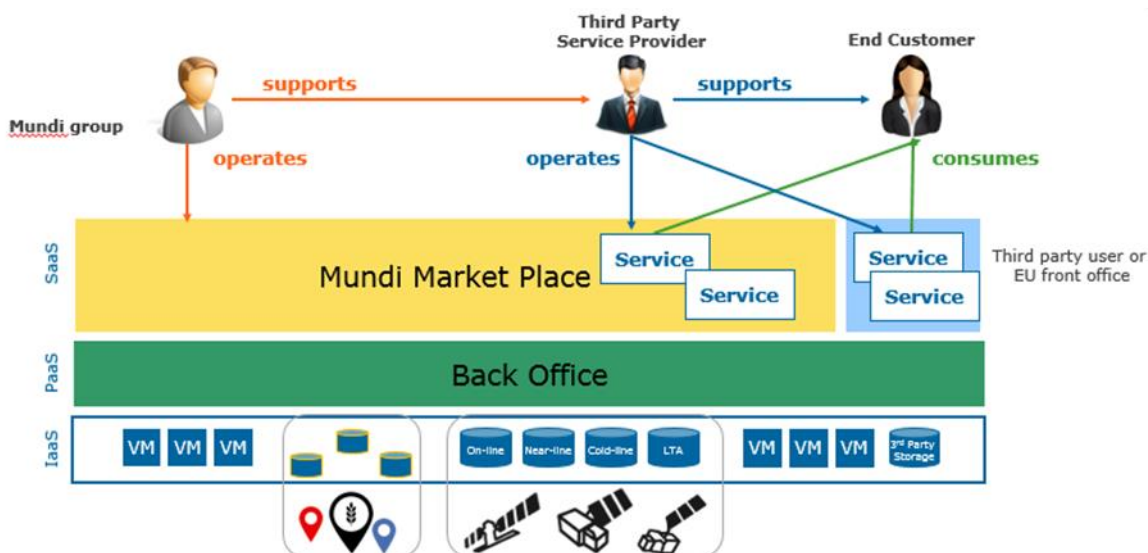 Third Party
Service Provider
End Customer
supports
supports
Mundi group
operates
operates
consumes
SaaS
Mundi Market Place
Service
Service
Service
Service
Third party user or
EU front office
PaaS
Back Office
IaaS
VM
VM
VM
On-line
Near-line
Cold-line
LTA
VM
VM
VM
3rd Party
Storage